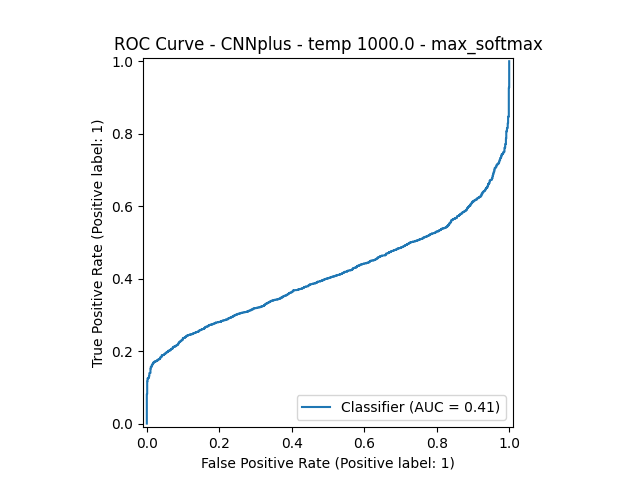 ROC Curve - CNNplus - temp 1000.0 - max_softmax
1.0
0.8
0.6
0.4
0.2
0.0
True Positive Rate (Positive label: 1)
Classifier (AUC = 0.41)
0.0 0.2 0.4 0.6 0.8 1.0
False Positive Rate (Positive label: 1)